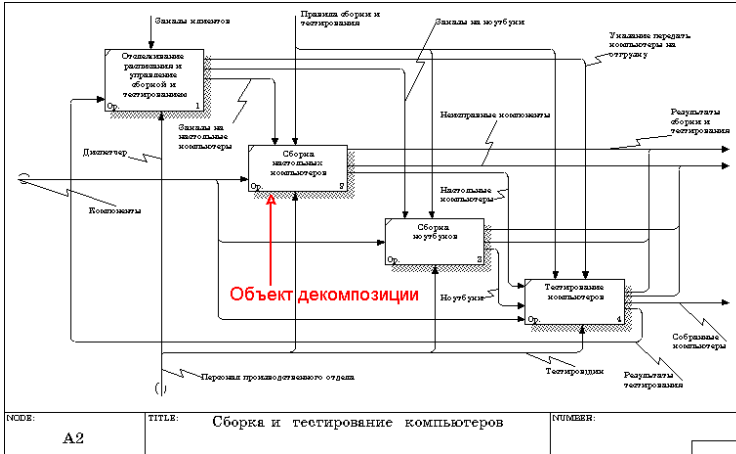 Заказы клиентов
Правила сборки и
тестирования
Заказы на ноутбуки
Указание передать
компьютеры на
отгрузку
Отслеживание
расписания и
управление
сборкой и
тестированием
Ор. 1
Диспетчер
Заказы на
настольные
компьютеры
Неисправные компоненты
Результаты
сборки и
тестирования
Сборка
настольных
компьютеров
Ор. 2
Компоненты
Настольные
компьютеры
Сборка
ноутбуков
Ор. 3
Объект декомпозиции
Ноутбуки
Тестирование
компьютеров
Ор. 4
Собранные
компьютеры
Персонал производственного отдела
Тестировщик
Результаты
тестирования
NODE:
A2
TITLE:
Сборка и тестирование компьютеров
NUMBER: